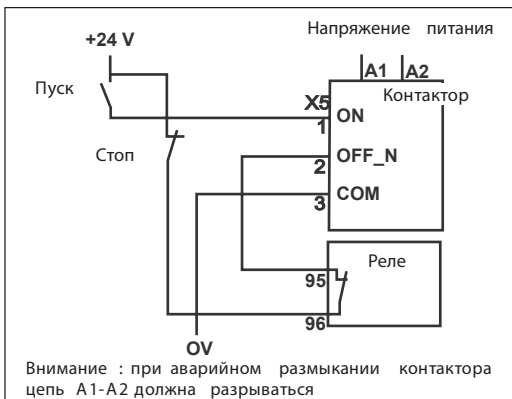 Напряжение питания
+24 V
A1 A2
Пуск
Контактор
X5
ON
1
Стоп
OFF_N
2
COM
3
Реле
95
96
OV
Внимание : при аварийном размыкании контактора
цепь A1-A2 должна разрываться